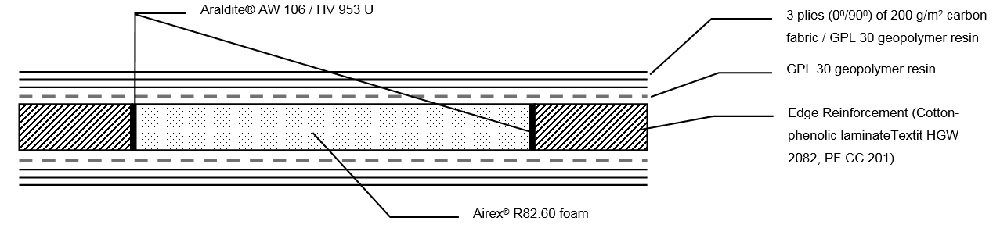 Araldite® AW 106 / HV 953 U
3 plies (0⁰/90⁰) of 200 g/m² carbon
fabric / GPL 30 geopolymer resin
GPL 30 geopolymer resin
Edge Reinforcement (Cotton-
phenolic laminateTextit HGW
2082, PF CC 201)
Airex® R82.60 foam